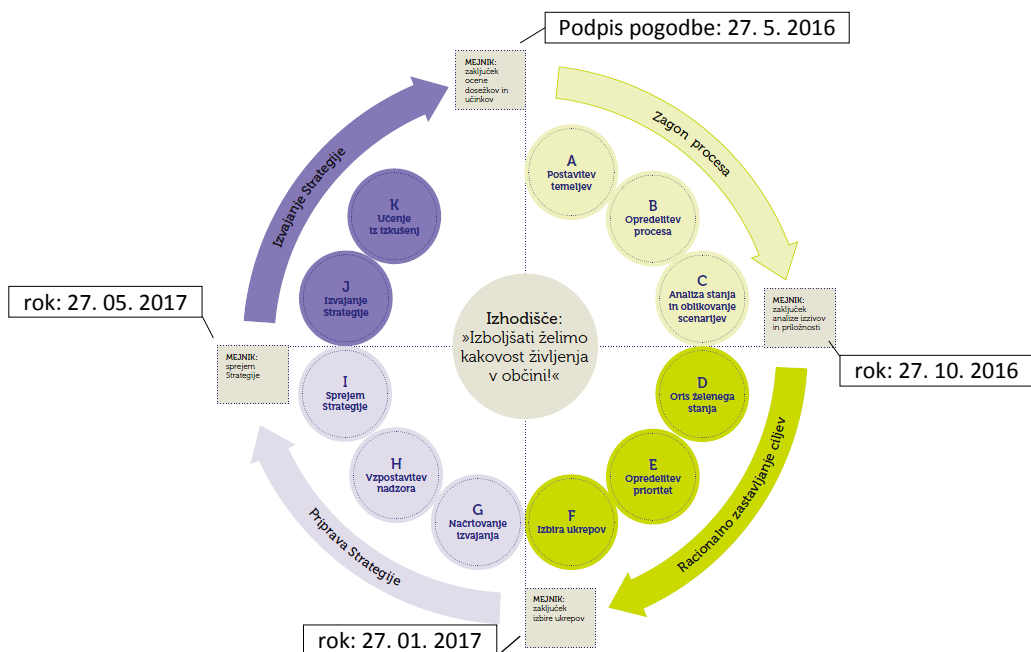 Podpis pogodbe: 27. 5. 2016
MEJNIK:
zaključek
ocene
dosežkov in
učinkov
Zagon procesa
A
Postavitev
temeljev
B
Opredelitev
procesa
C
Analiza stanja
in oblikovanje
scenarijev
MEJNIK:
zaključek
analize izzivov
in priložnosti
rok: 27. 10. 2016
D
Oris želenega
stanja
E
Opredelitev
prioritet
F
Izbira ukrepov
Racionalno zastavljanje ciljev
MEJNIK:
zaključek
izbire ukrepov
rok: 27. 01. 2017
G
Načrtovanje
izvajanja
H
Vzpostavitev
nadzora
I
Sprejem
Strategije
Priprava Strategije
MEJNIK:
sprejem
Strategije
rok: 27. 05. 2017
J
Izvajanje
Strategije
K
Učenje
iz izkušenj
Izvajanje Strategije
Izhodišče:
»Izboljšati želimo
kakovost življenja
v občini!«